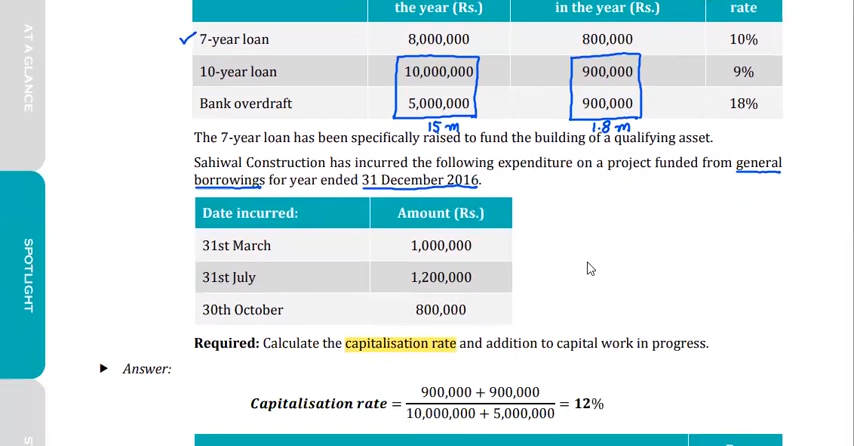 AT A GLANCE
SPOTLIGHT
the year (Rs.) in the year (Rs.) rate
7-year loan 8,000,000 800,000 10%
10-year loan 10,000,000 900,000 9%
Bank overdraft 5,000,000 900,000 18%
15 m 1.8 m
The 7-year loan has been specifically raised to fund the building of a qualifying asset.
Sahiwal Construction has incurred the following expenditure on a project funded from general
borrowings for year ended 31 December 2016.
Date incurred: Amount (Rs.)
31st March 1,000,000
31st July 1,200,000
30th October 800,000
Required: Calculate the capitalisation rate and addition to capital work in progress.
Answer:
900,000 + 900,000
Capitalisation rate = = 12%
10,000,000 + 5,000,000